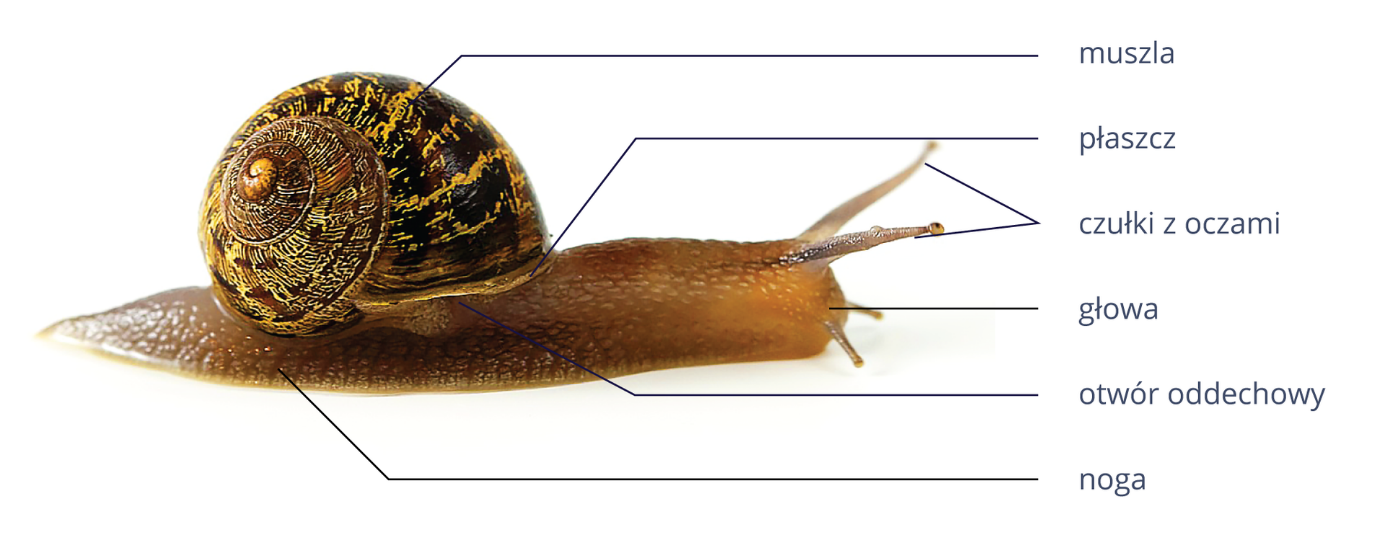 muszla
płaszcz
czułki z oczami
głowa
otwór oddechowy
noga